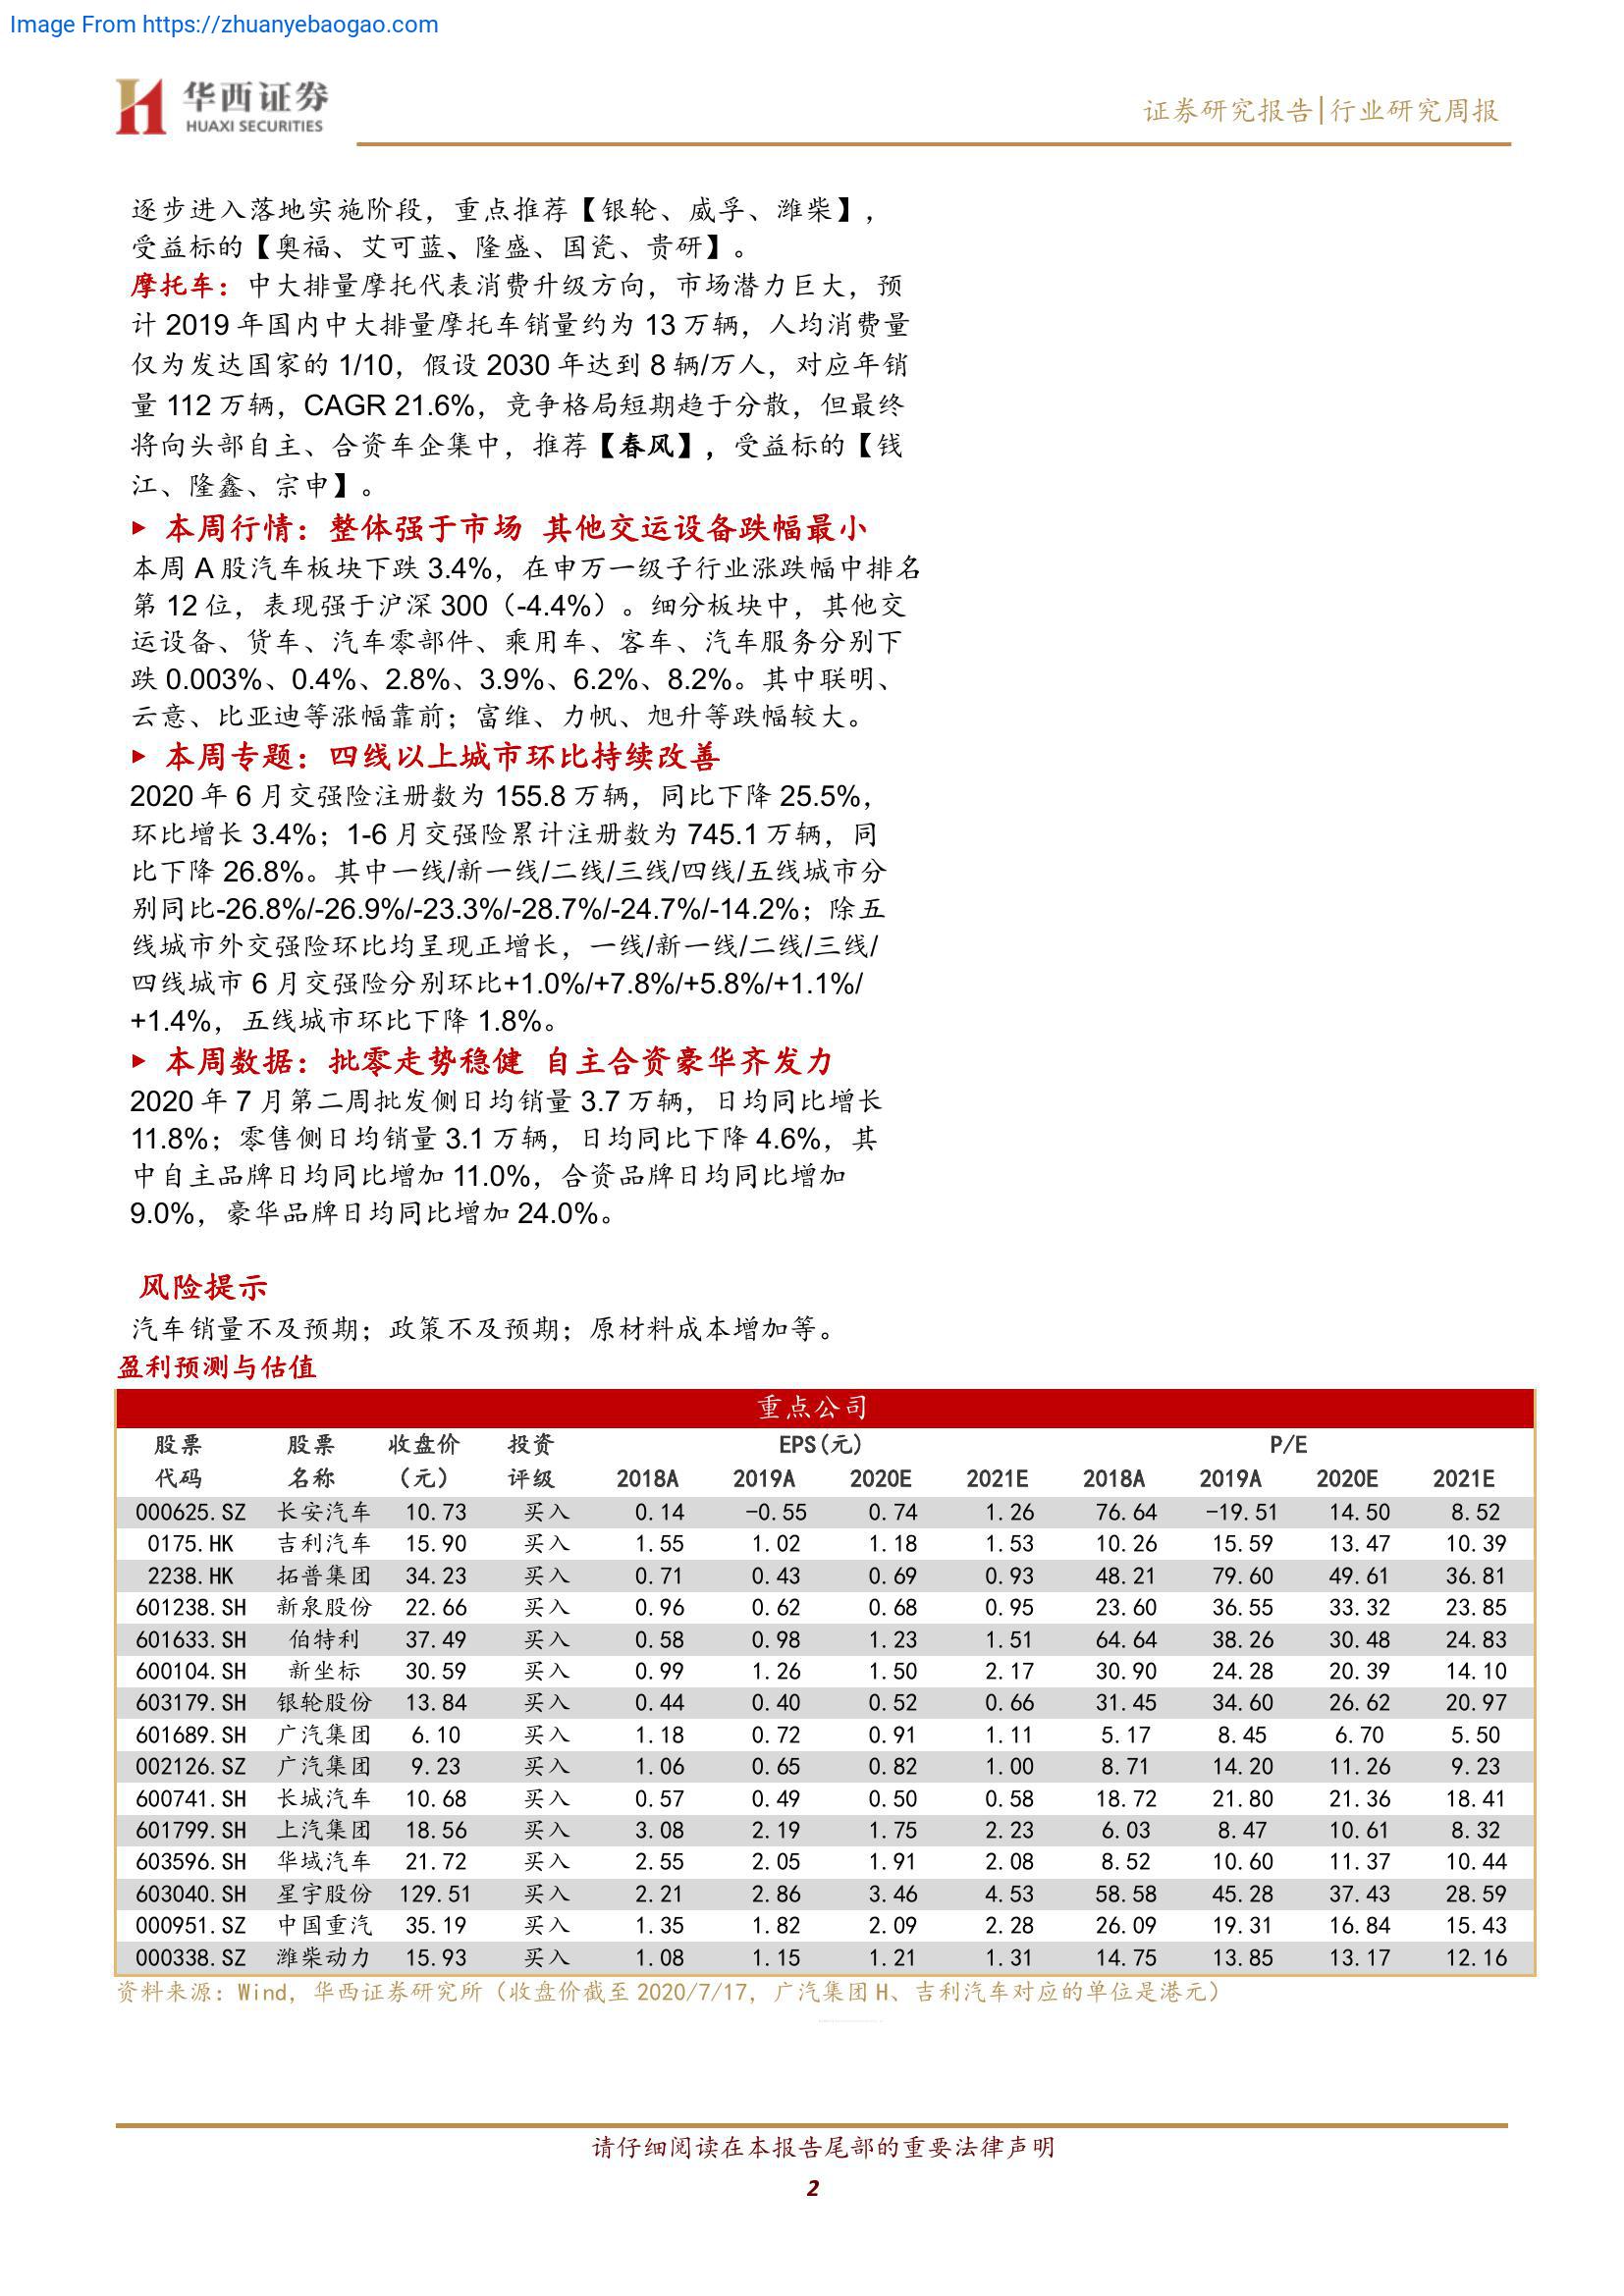 Image From https://zhuanyebaogao.com
华西证券
HUAXI SECURITIES
证券研究报告|行业研究周报
逐步进入落地实施阶段，重点推荐【银轮、威孚、潍柴】，
受益标的【奥福、艾可蓝、隆盛、国瓷、贵研】。
摩托车：中大排量摩托代表消费升级方向，市场潜力巨大，预
计 2019 年国内中大排量摩托车销量约为 13 万辆，人均消费量
仅为发达国家的 1/10，假设 2030 年达到 8 辆/万人，对应年销
量 112 万辆，CAGR 21.6%，竞争格局短期趋于分散，但最终
将向头部自主、合资车企集中，推荐【春风】，受益标的【钱
江、隆鑫、宗申】。
▶ 本周行情：整体强于市场 其他交运设备跌幅最小
本周 A 股汽车板块下跌 3.4%，在申万一级子行业涨跌幅中排名
第 12 位，表现强于沪深 300（-4.4%）。细分板块中，其他交
运设备、货车、汽车零部件、乘用车、客车、汽车服务分别下
跌 0.003%、0.4%、2.8%、3.9%、6.2%、8.2%。其中联明、
云意、比亚迪等涨幅靠前；富维、力帆、旭升等跌幅较大。
▶ 本周专题：四线以上城市环比持续改善
2020 年 6 月交强险注册数为 155.8 万辆，同比下降 25.5%，
环比增长 3.4%；1-6 月交强险累计注册数为 745.1 万辆，同
比下降 26.8%。其中一线/新一线/二线/三线/四线/五线城市分
别同比-26.8%/-26.9%/-23.3%/-28.7%/-24.7%/-14.2%；除五
线城市外交强险环比均呈现正增长，一线/新一线/二线/三线/
四线城市 6 月交强险分别环比+1.0%/+7.8%/+5.8%/+1.1%/
+1.4%，五线城市环比下降 1.8%。
▶ 本周数据：批零走势稳健 自主合资豪华齐发力
2020 年 7 月第二周批发侧日均销量 3.7 万辆，日均同比增长
11.8%；零售侧日均销量 3.1 万辆，日均同比下降 4.6%，其
中自主品牌日均同比增加 11.0%，合资品牌日均同比增加
9.0%，豪华品牌日均同比增加 24.0%。
风险提示
汽车销量不及预期；政策不及预期；原材料成本增加等。
盈利预测与估值
重点公司
股票 股票 收盘价 投资 EPS(元) P/E
代码 名称 （元） 评级 2018A 2019A 2020E 2021E 2018A 2019A 2020E 2021E
000625.SZ 长安汽车 10.73 买入 0.14 -0.55 0.74 1.26 76.64 -19.51 14.50 8.52
0175.HK 吉利汽车 15.90 买入 1.55 1.02 1.18 1.53 10.26 15.59 13.47 10.39
2238.HK 拓普集团 34.23 买入 0.71 0.43 0.69 0.93 48.21 79.60 49.61 36.81
601238.SH 新泉股份 22.66 买入 0.96 0.62 0.68 0.95 23.60 36.55 33.32 23.85
601633.SH 伯特利 37.49 买入 0.58 0.98 1.23 1.51 64.64 38.26 30.48 24.83
600104.SH 新坐标 30.59 买入 0.99 1.26 1.50 2.17 30.90 24.28 20.39 14.10
603179.SH 银轮股份 13.84 买入 0.44 0.40 0.52 0.66 31.45 34.60 26.62 20.97
601689.SH 广汽集团 6.10 买入 1.18 0.72 0.91 1.11 5.17 8.45 6.70 5.50
002126.SZ 广汽集团 9.23 买入 1.06 0.65 0.82 1.00 8.71 14.20 11.26 9.23
600741.SH 长城汽车 10.68 买入 0.57 0.49 0.50 0.58 18.72 21.80 21.36 18.41
601799.SH 上汽集团 18.56 买入 3.08 2.19 1.75 2.23 6.03 8.47 10.61 8.32
603596.SH 华域汽车 21.72 买入 2.55 2.05 1.91 2.08 8.52 10.60 11.37 10.44
603040.SH 星宇股份 129.51 买入 2.21 2.86 3.46 4.53 58.58 45.28 37.43 28.59
000951.SZ 中国重汽 35.19 买入 1.35 1.82 2.09 2.28 26.09 19.31 16.84 15.43
000338.SZ 潍柴动力 15.93 买入 1.08 1.15 1.21 1.31 14.75 13.85 13.17 12.16
资料来源：Wind，华西证券研究所（收盘价截至 2020/7/17，广汽集团 H、吉利汽车对应的单位是港元）
请仔细阅读在本报告尾部的重要法律声明
2